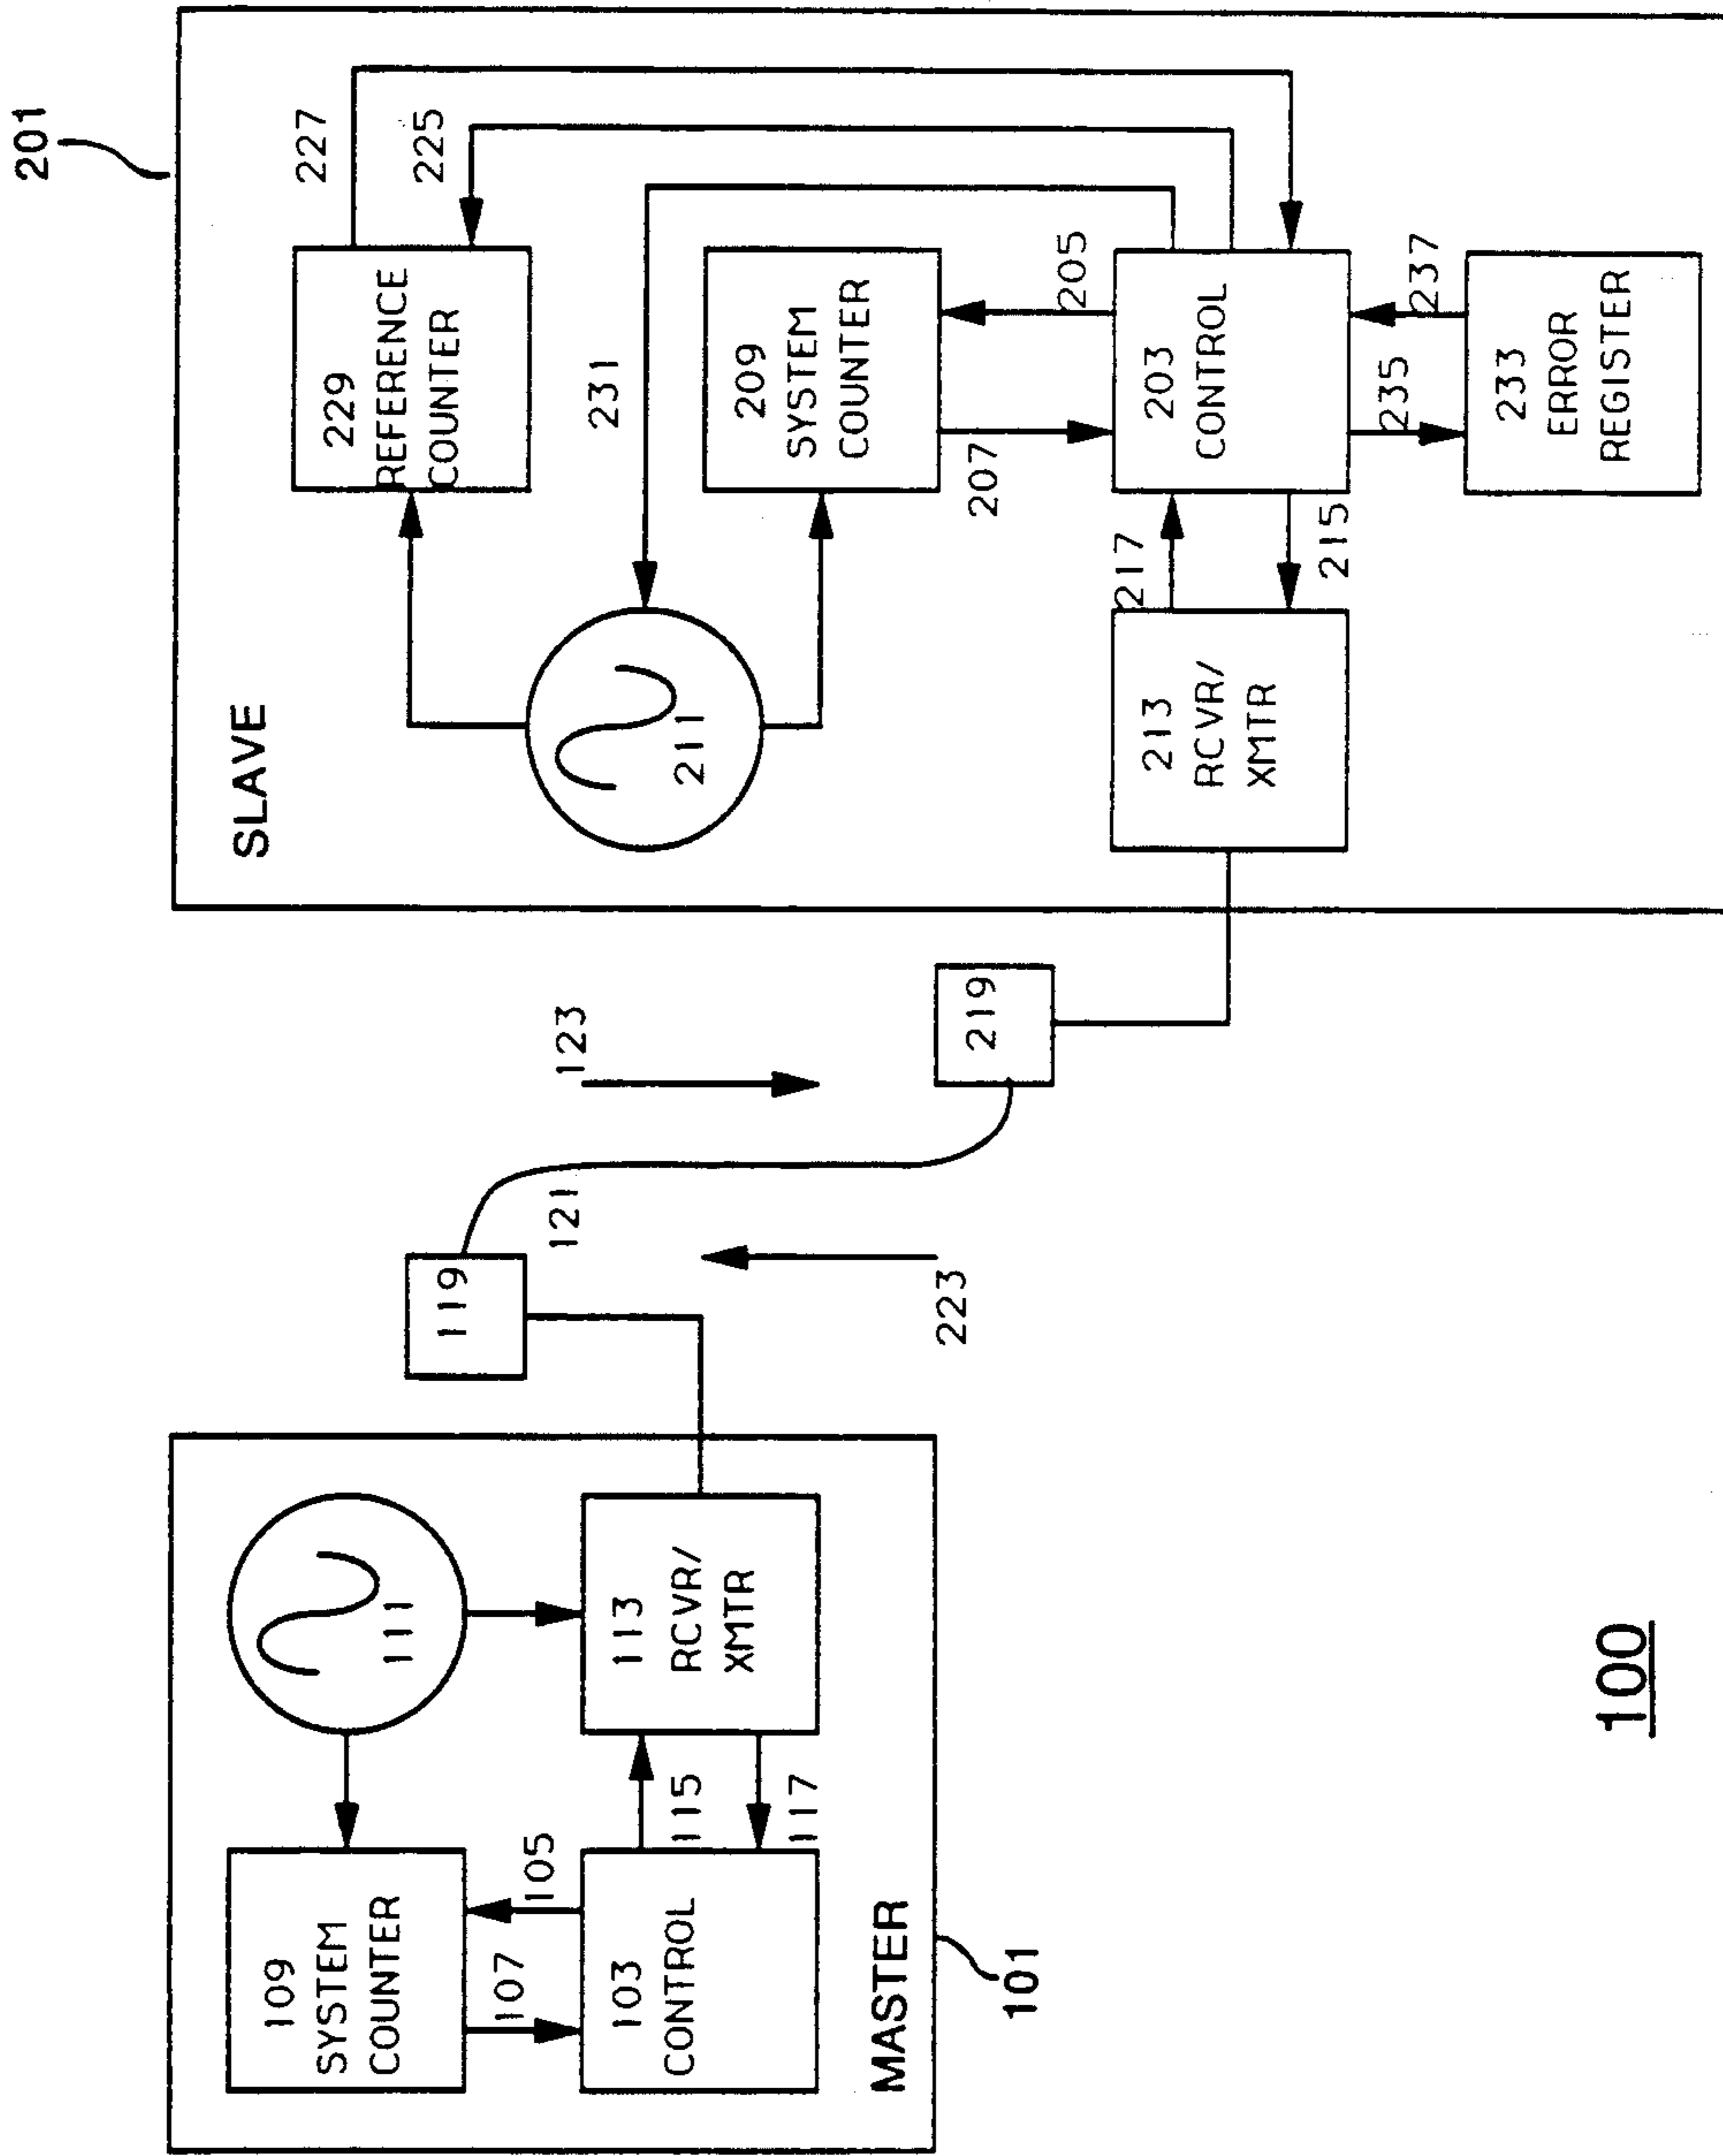 201
SLAVE
227
225
229
REFERENCE
COUNTER
231
211
209
SYSTEM
COUNTER
207
205
217
213
RCVR/
XMTR
203
CONTROL
215
235
237
233
ERROR
REGISTER
123
219
121
119
223
109
SYSTEM
COUNTER
111
107
105
103
CONTROL
115
117
113
RCVR/
XMTR
MASTER
101
100